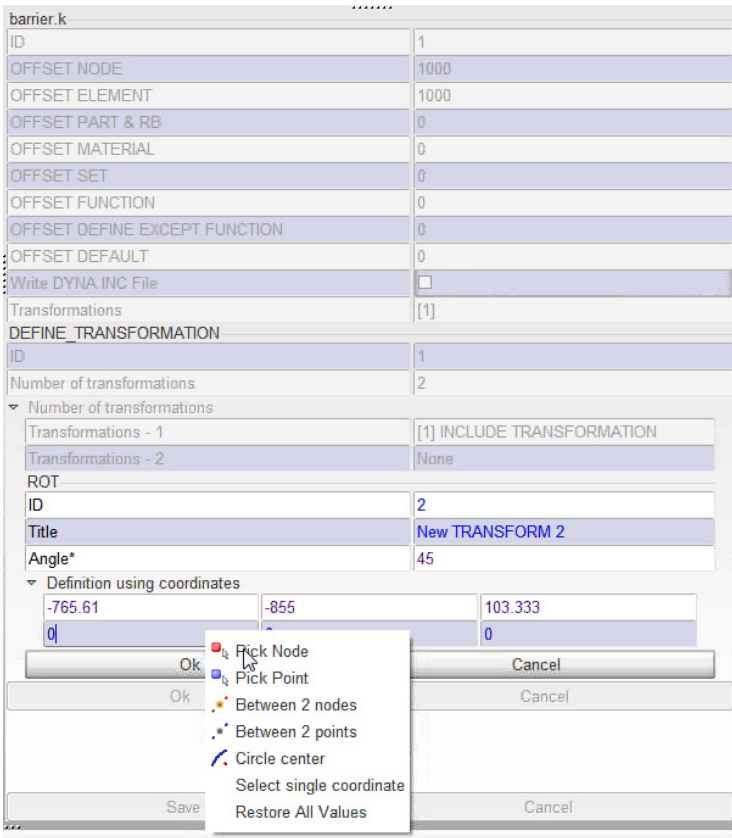 barrier.k
ID 1
OFFSET NODE 1000
OFFSET ELEMENT 1000
OFFSET PART & RB 0
OFFSET MATERIAL 0
OFFSET SET 0
OFFSET FUNCTION 0
OFFSET DEFINE EXCEPT FUNCTION 0
OFFSET DEFAULT 0
Write DYNA.INC File
Transformations [1]
DEFINE_TRANSFORMATION
ID 1
Number of transformations 2
Number of transformations
Transformations - 1 [1] INCLUDE TRANSFORMATION
Transformations - 2 None
ROT
ID 2
Title New TRANSFORM 2
Angle* 45
Definition using coordinates
-765.61 -855 103.333
0 0
Ok Cancel
Ok Cancel
Pick Node
Pick Point
Between 2 nodes
Between 2 points
Circle center
Select single coordinate
Restore All Values
Save Cancel